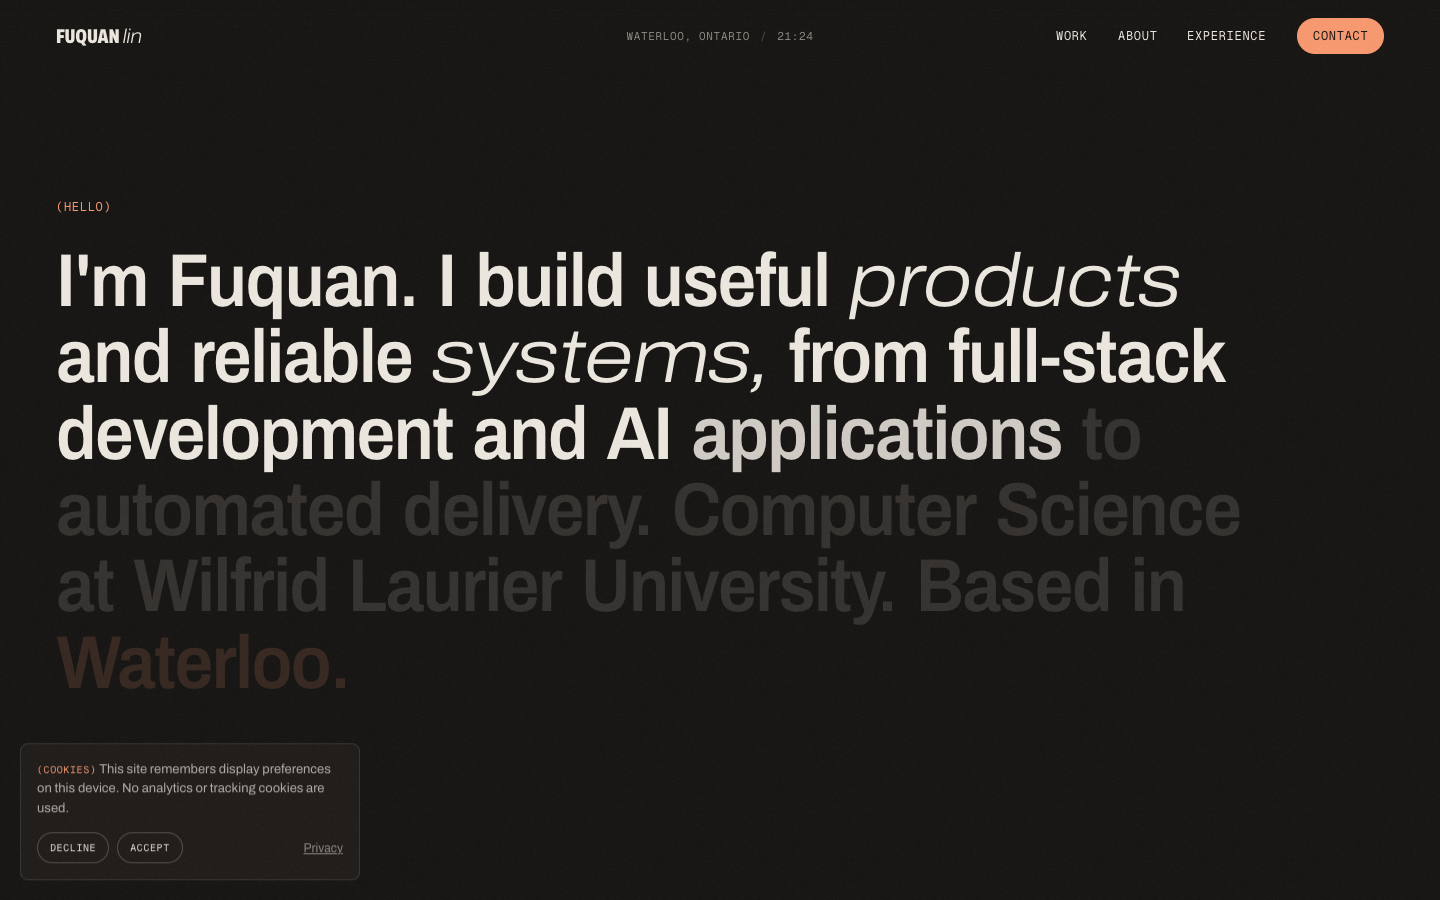 FUQUAN lin
WATERLOO, ONTARIO / 21:24
WORK ABOUT EXPERIENCE CONTACT
(HELLO)
I'm Fuquan. I build useful products
and reliable systems, from full-stack
development and AI applications to
automated delivery. Computer Science
at Wilfrid Laurier University. Based in
Waterloo.
(COOKIES) This site remembers display preferences
on this device. No analytics or tracking cookies are
used.
DECLINE ACCEPT Privacy